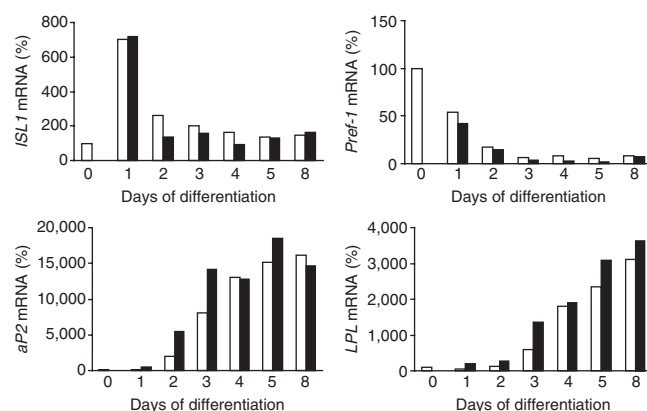 ISL1 mRNA (%)
800
600
400
200
0
0 1 2 3 4 5 8
Days of differentiation
Pref-1 mRNA (%)
150
100
50
0
0 1 2 3 4 5 8
Days of differentiation
aP2 mRNA (%)
20,000
15,000
10,000
5,000
0
0 1 2 3 4 5 8
Days of differentiation
LPL mRNA (%)
4,000
3,000
2,000
1,000
0
0 1 2 3 4 5 8
Days of differentiation